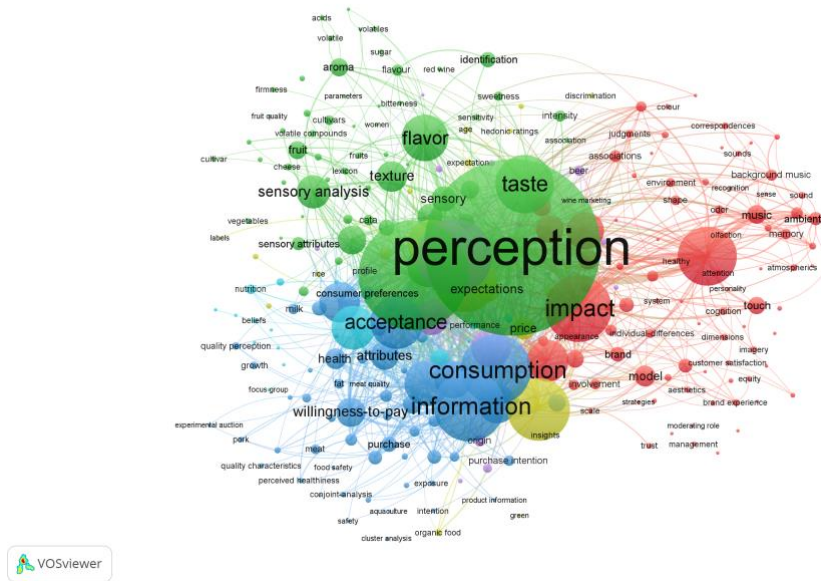 acids
volatiles
volatile
sugar
aroma
flavour
red wine
identification
firmness
parameters
bitterness
sweetness
discrimination
colour
fruit quality
cultivars
women
sensitivity
intensity
correspondences
volatile compounds
flavor
age
hedonic ratings
association
judgments
fruit
lexicon
fruits
expectation
associations
sounds
cultivar
cheese
texture
beer
background music
sensory analysis
sensory
taste
environment
recognition
sense
sound
wine marketing
shape
odor
music
ambient
vegetables
cata
olfaction
memory
labels
sensory attributes
perception
healthy
rice
profile
attention
atmospherics
nutrition
consumer preferences
expectations
personality
milk
impact
system
cognition
touch
beliefs
acceptance
performance
price
appearance
individual-differences
dimensions
quality perception
health
attributes
brand
imagery
growth
consumption
customer satisfaction
focus group
fat
meat quality
involvement
model
equity
aesthetics
willingness-to-pay
information
scale
strategies
brand experience
experimental auction
origin
insights
moderating role
pork
meat
purchase
trust
management
quality characteristics
food safety
purchase intention
perceived healthiness
exposure
conjoint-analysis
product information
aquaculture
intention
green
safety
organic food
cluster analysis
VOSviewer